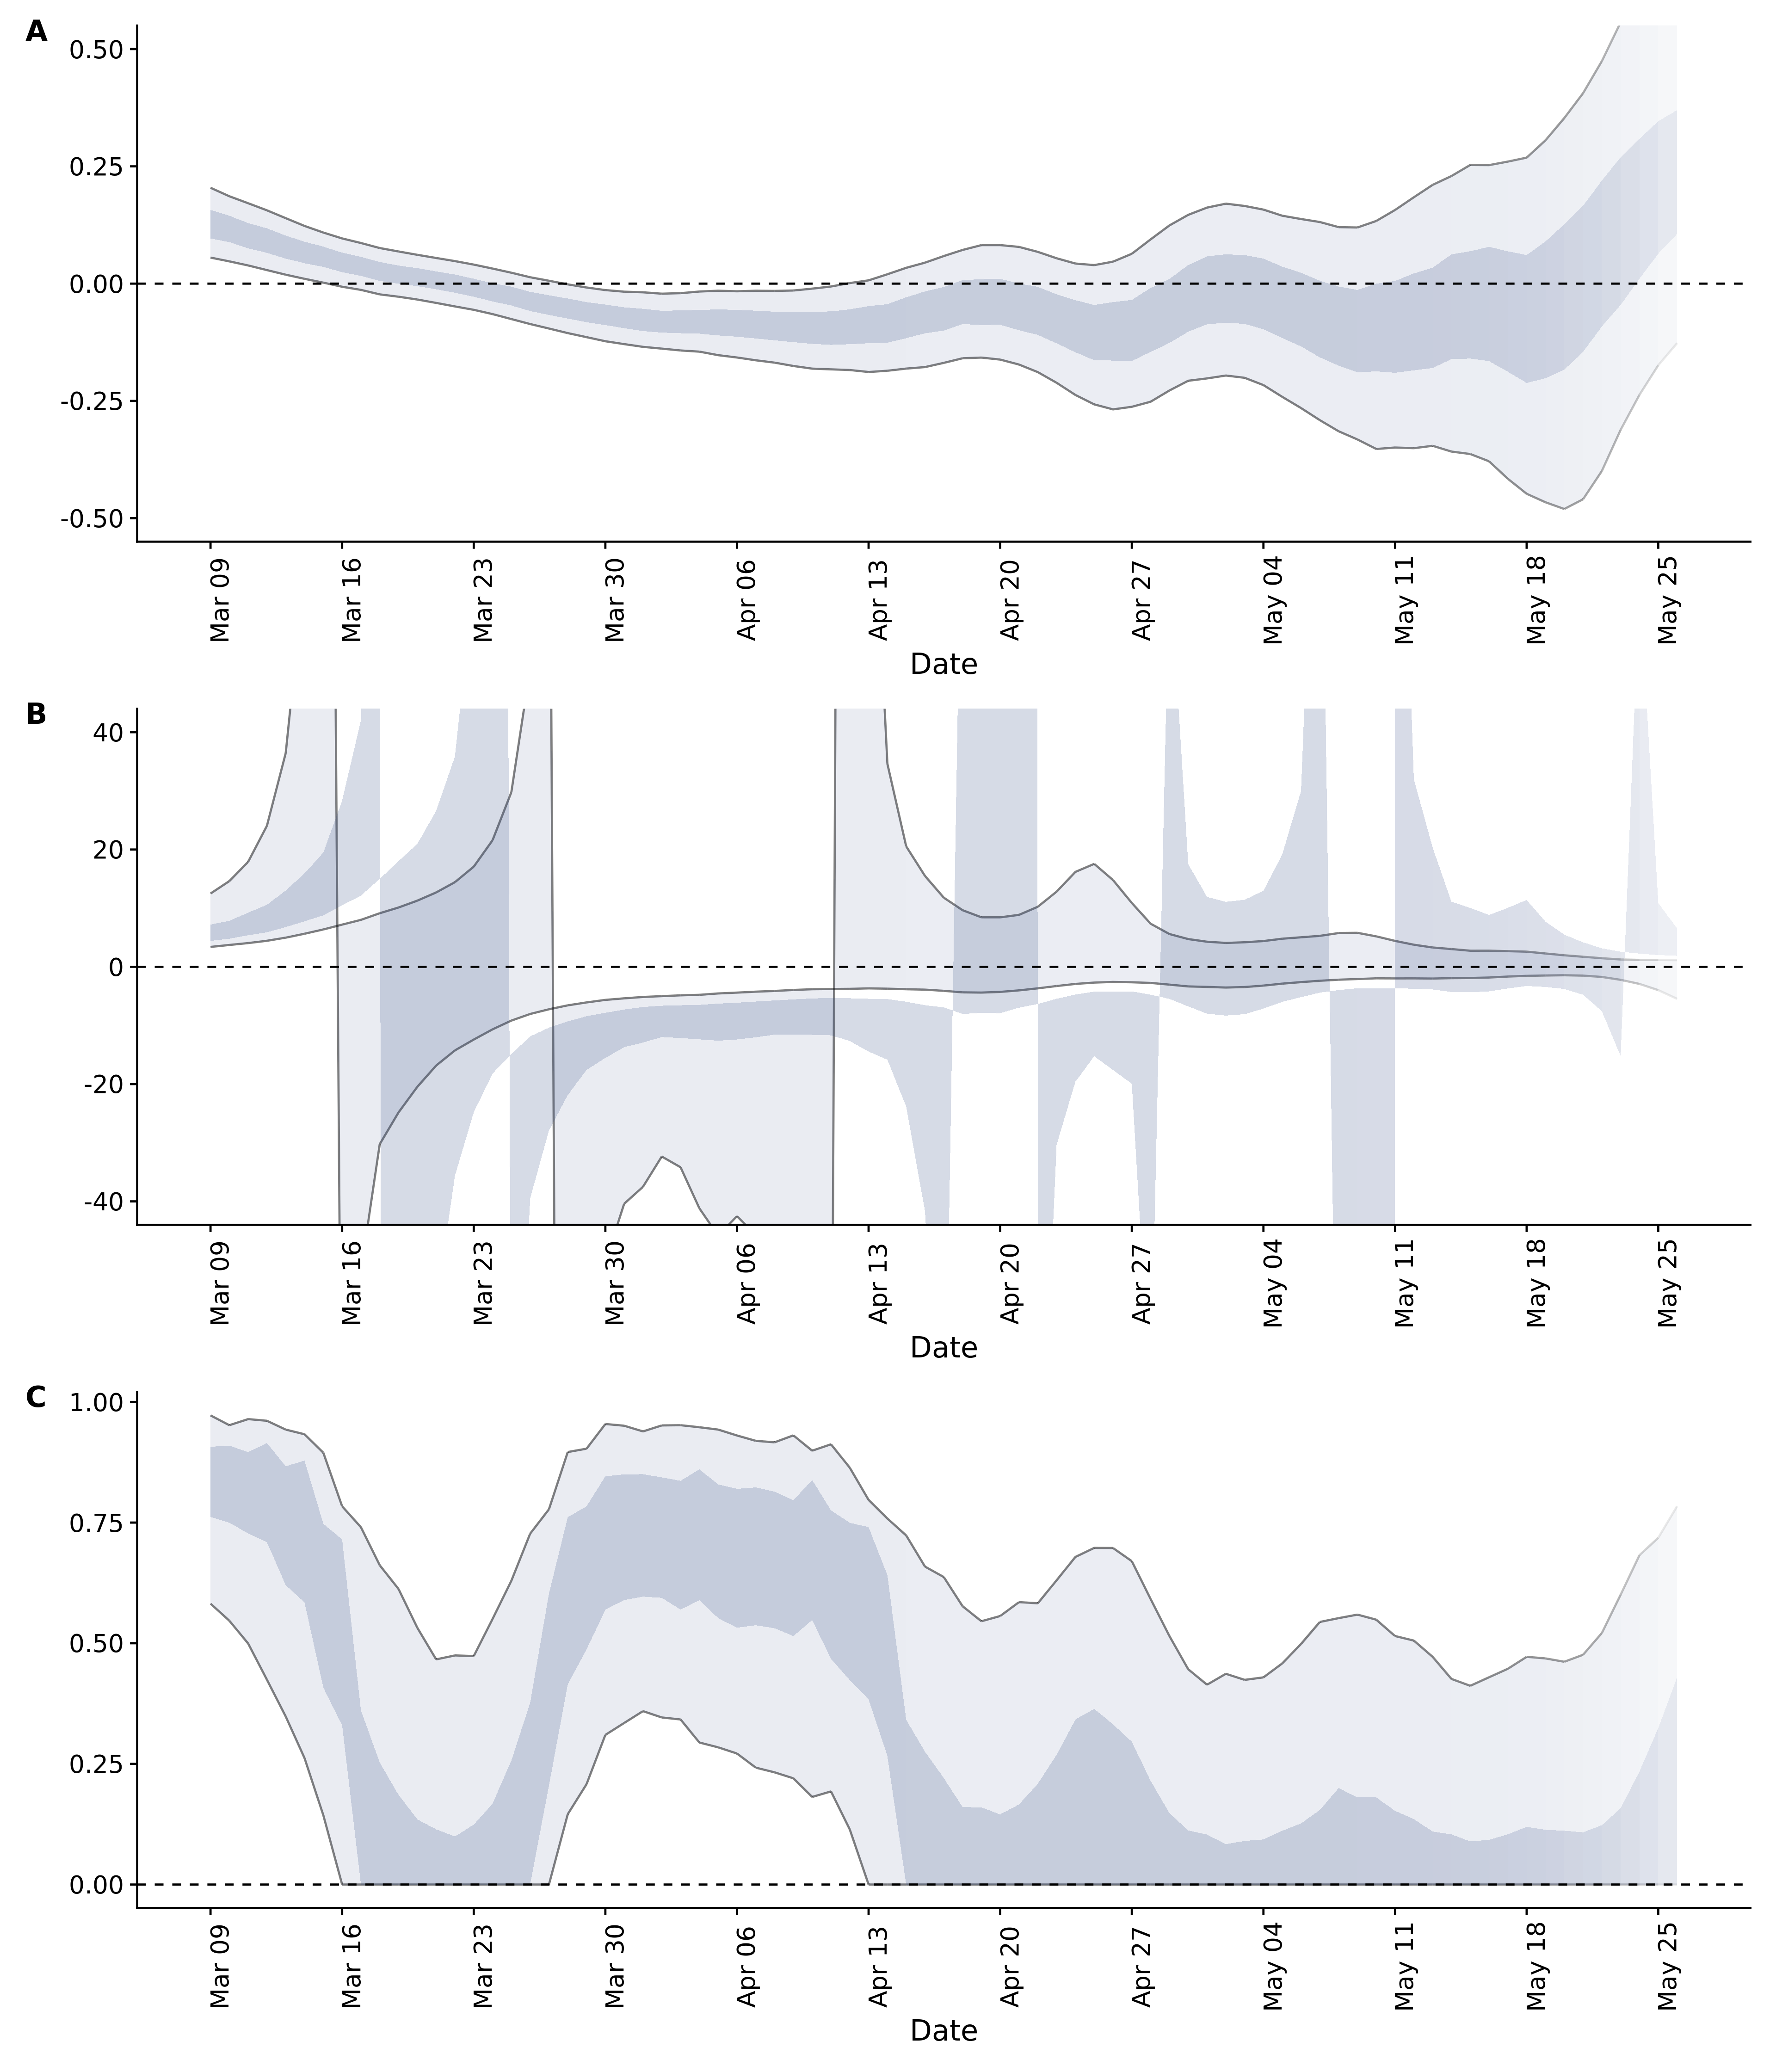 A
0.50
0.25
0.00
-0.25
-0.50
Mar 09
Mar 16
Mar 23
Mar 30
Apr 06
Apr 13
Apr 20
Apr 27
May 04
May 11
May 18
May 25
Date
B
40
20
0
-20
-40
Mar 09
Mar 16
Mar 23
Mar 30
Apr 06
Apr 13
Apr 20
Apr 27
May 04
May 11
May 18
May 25
Date
C
1.00
0.75
0.50
0.25
0.00
Mar 09
Mar 16
Mar 23
Mar 30
Apr 06
Apr 13
Apr 20
Apr 27
May 04
May 11
May 18
May 25
Date